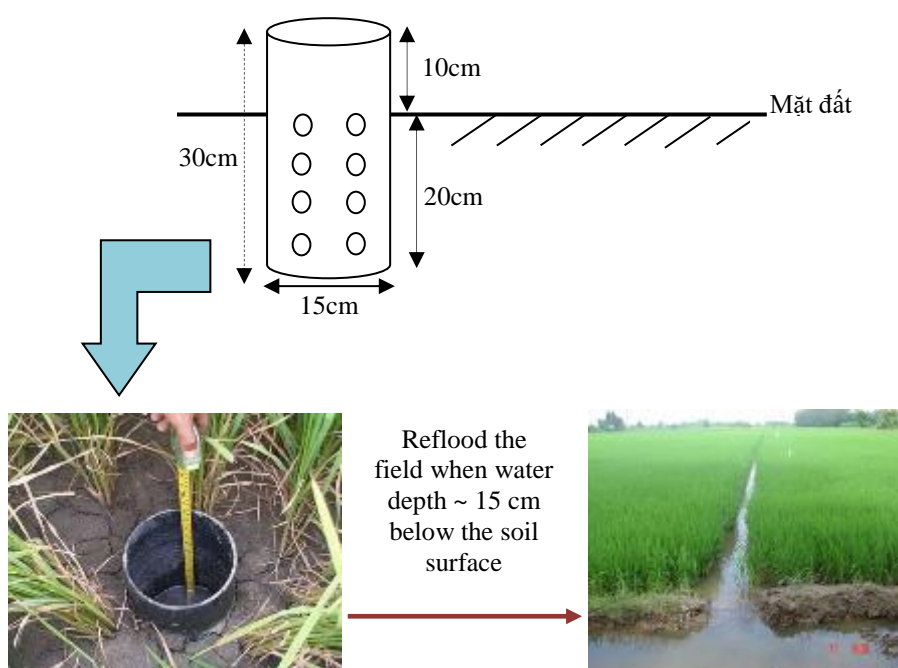 10cm
Mặt đất
30cm
20cm
15cm
Reflood the
field when water
depth ~ 15 cm
below the soil
surface